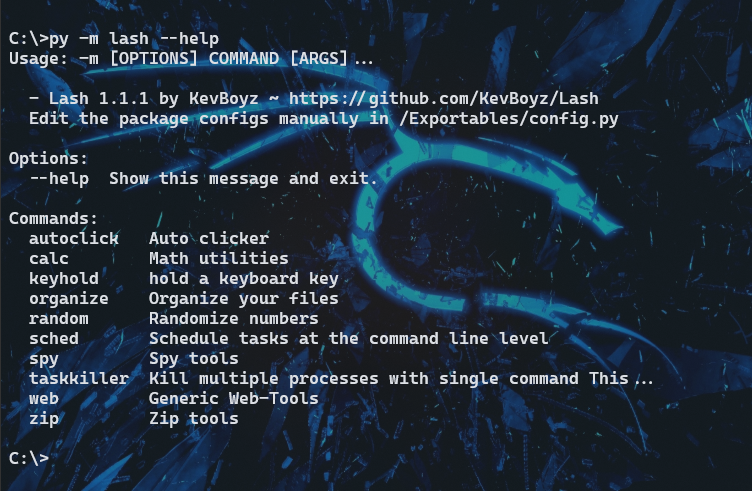 C:\>py -m lash --help
Usage: -m [OPTIONS] COMMAND [ARGS]...
- Lash 1.1.1 by KevBoyz ~ https://github.com/KevBoyz/Lash
Edit the package configs manually in /Exportables/config.py
Options:
--help  Show this message and exit.
Commands:
autoclick   Auto clicker
calc        Math utilities
keyhold     hold a keyboard key
organize    Organize your files
random      Randomize numbers
sched       Schedule tasks at the command line level
spy         Spy tools
taskkiller  Kill multiple processes with single command This...
web         Generic Web-Tools
zip         Zip tools
C:\>